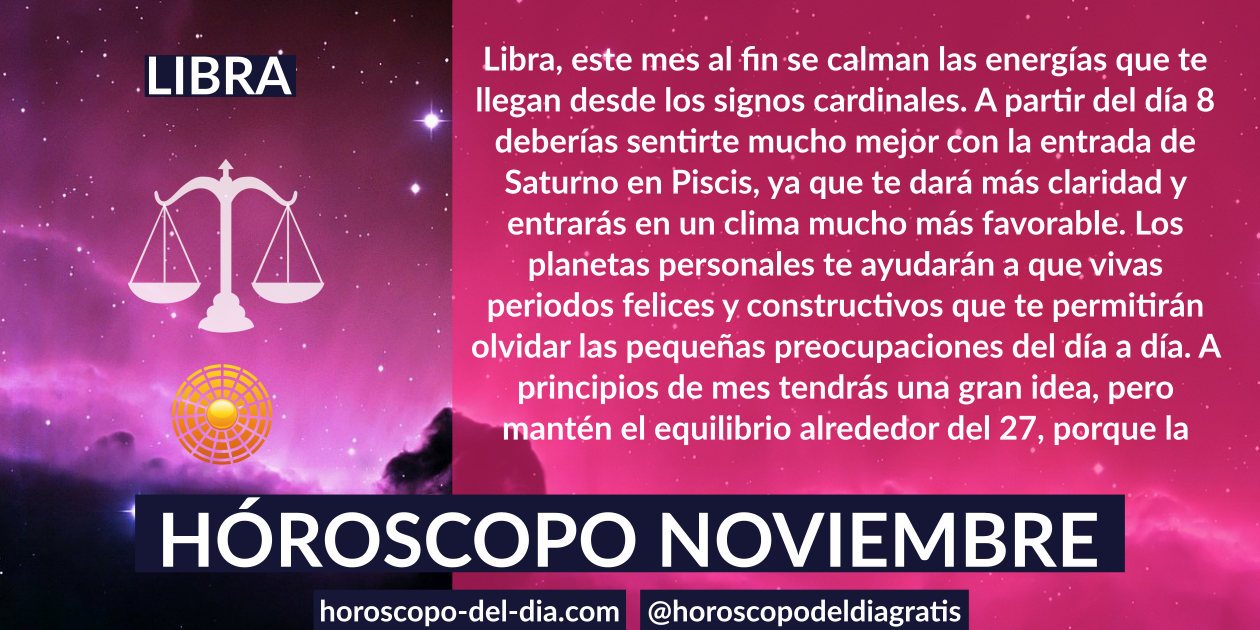 LIBRA
Libra, este mes al fin se calman las energías que te
llegan desde los signos cardinales. A partir del día 8
deberías sentirte mucho mejor con la entrada de
Saturno en Piscis, ya que te dará más claridad y
entrarás en un clima mucho más favorable. Los
planetas personales te ayudarán a que vivas
periodos felices y constructivos que te permitirán
olvidar las pequeñas preocupaciones del día a día. A
principios de mes tendrás una gran idea, pero
mantén el equilibrio alrededor del 27, porque la
HÓROSCOPO NOVIEMBRE
horoscopo-del-dia.com
@horoscopodeldiagratis